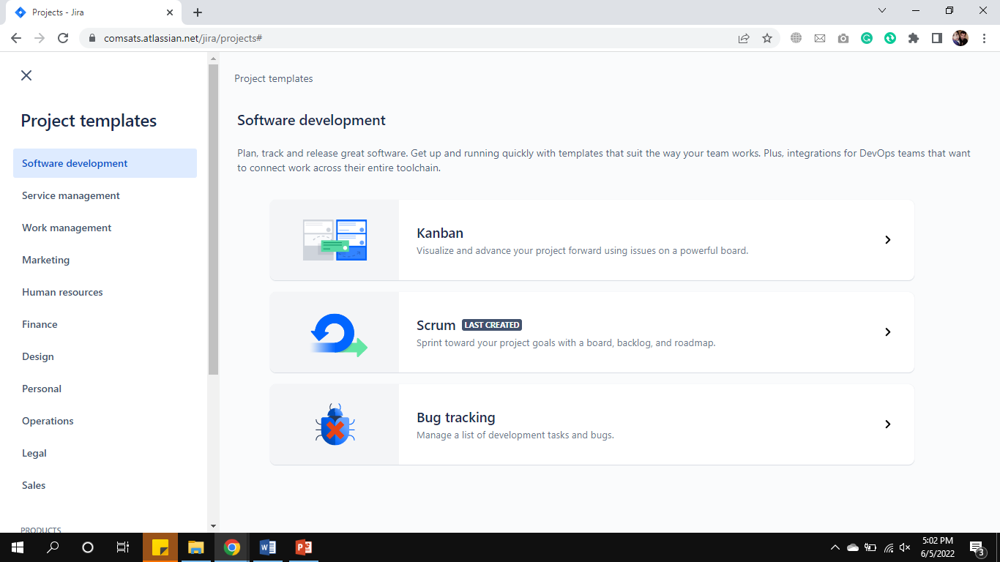 Projects - Jira
comsats.atlassian.net/jira/projects#
Project templates
Software development
Service management
Work management
Marketing
Human resources
Finance
Design
Personal
Operations
Legal
Sales
PRODUCTS
Project templates
Software development
Plan, track and release great software. Get up and running quickly with templates that suit the way your team works. Plus, integrations for DevOps teams that want
to connect work across their entire toolchain.
Kanban
Visualize and advance your project forward using issues on a powerful board.
Scrum LAST CREATED
Sprint toward your project goals with a board, backlog, and roadmap.
Bug tracking
Manage a list of development tasks and bugs.
5:02 PM
6/5/2022
3